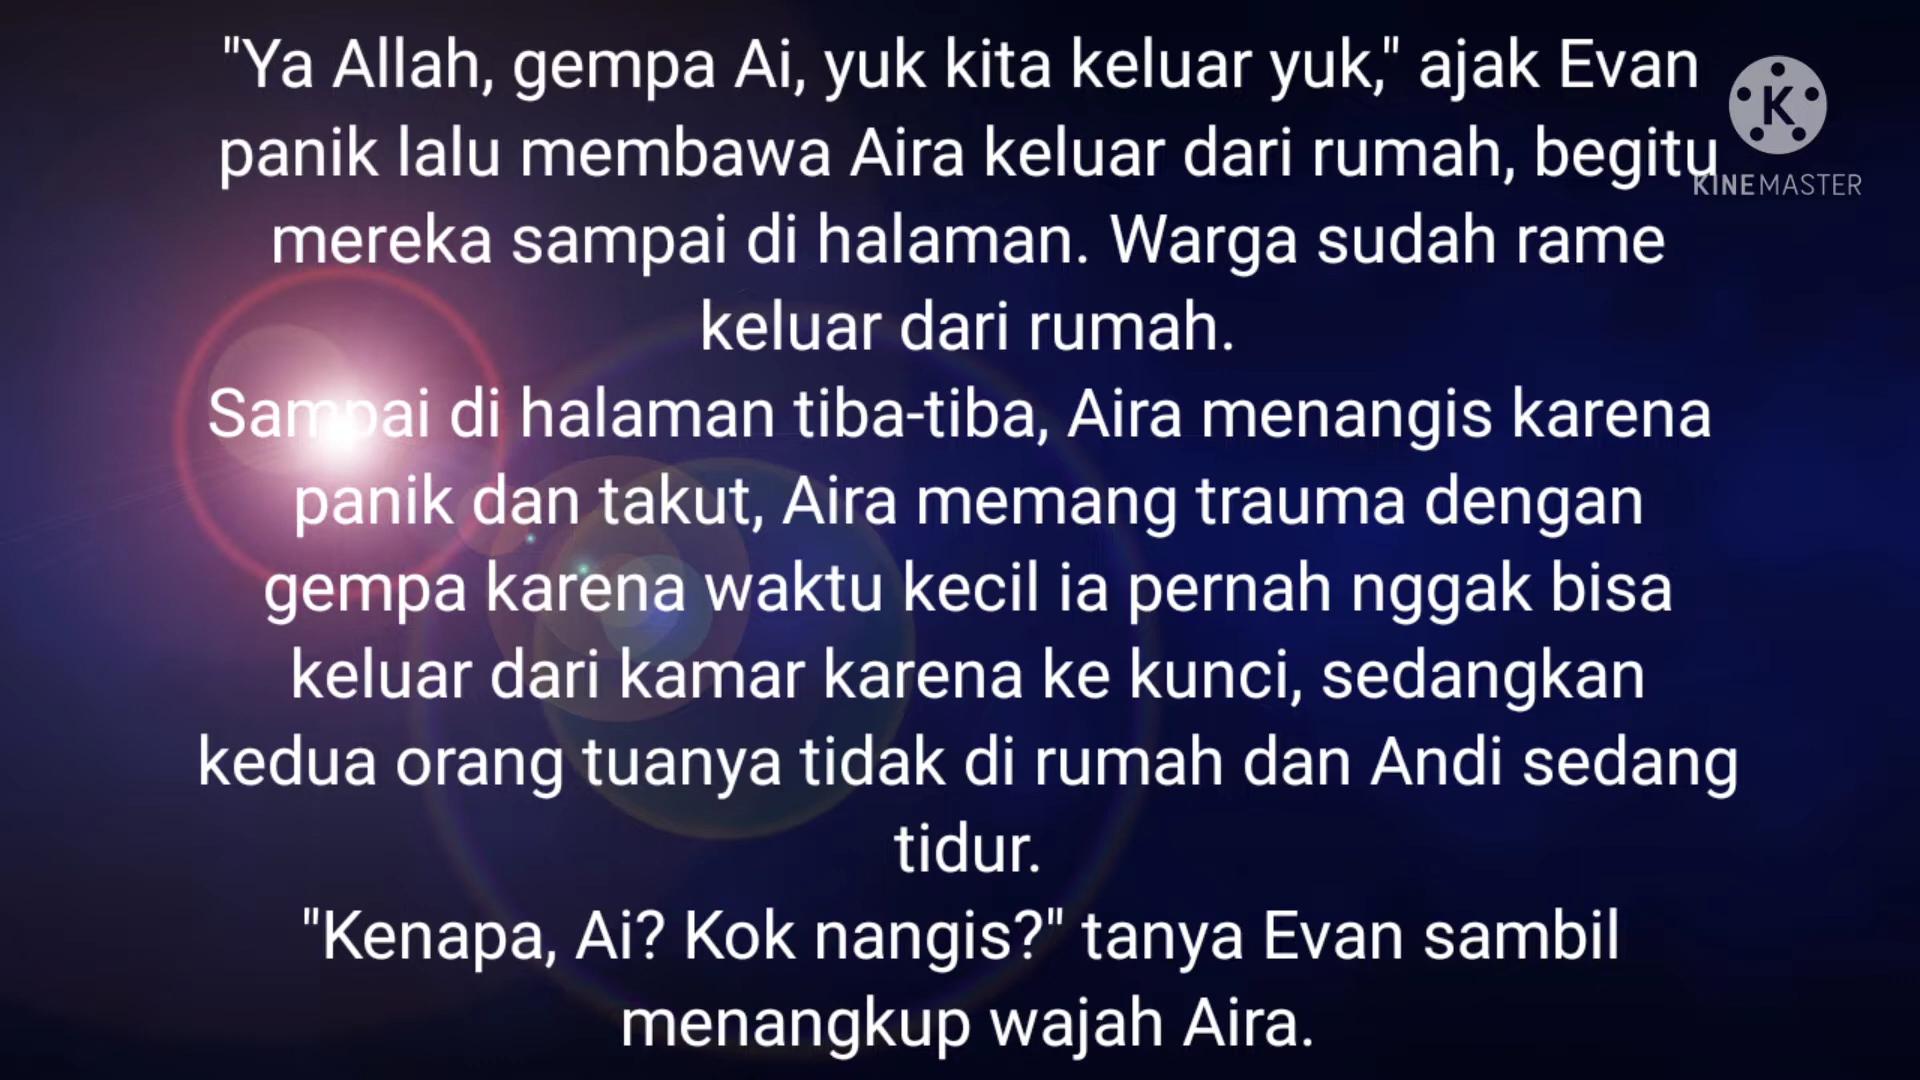 "Ya Allah, gempa Ai, yuk kita keluar yuk," ajak Evan
panik lalu membawa Aira keluar dari rumah, begitu
mereka sampai di halaman. Warga sudah rame
keluar dari rumah.
Sampai di halaman tiba-tiba, Aira menangis karena
panik dan takut, Aira memang trauma dengan
gempa karena waktu kecil ia pernah nggak bisa
keluar dari kamar karena ke kunci, sedangkan
kedua orang tuanya tidak di rumah dan Andi sedang
tidur.
"Kenapa, Ai? Kok nangis?" tanya Evan sambil
menangkup wajah Aira.
K
KINEMASTER